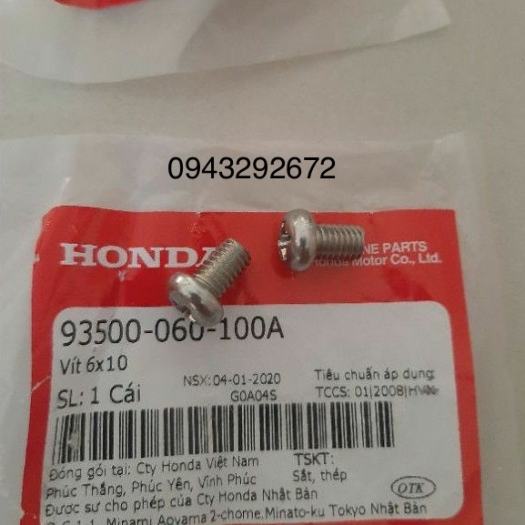 0943292672
HONDA
NE PARTS
Honda Motor Co., Ltd.
93500-060-100A
Vít 6x10
SL: 1 Cái
NSX: 04-01-2020
G0A04S
Tiêu chuẩn áp dụng:
TCCS: 01|2008|HVN
Đóng gói tại: Cty Honda Việt Nam
Phúc Thắng, Phúc Yên, Vĩnh Phúc
TSKT:
Sắt, thép
Được sự cho phép của Cty Honda Nhật Bản
Minami Aoyama 2-chome, Minato-ku Tokyo Nhật Bản
OTK